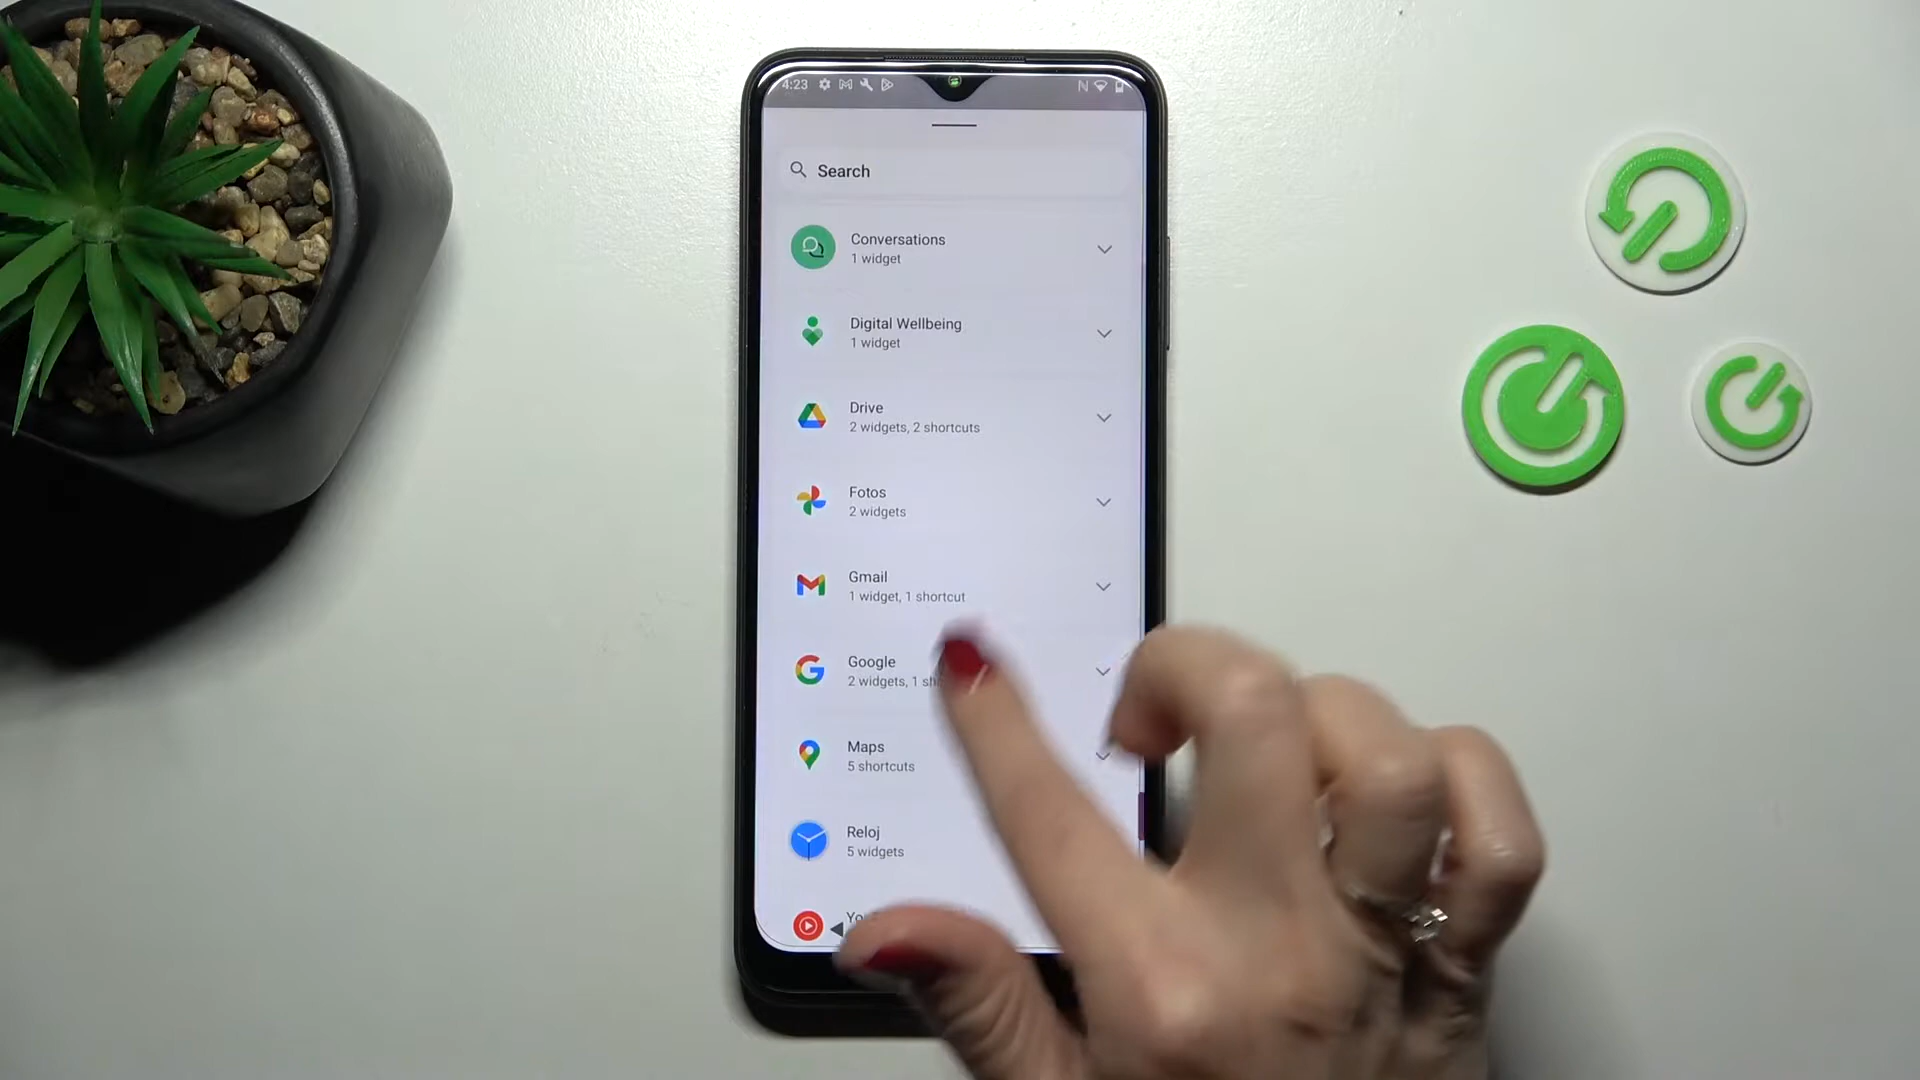 4:23
Search
Conversations
1 widget
Digital Wellbeing
1 widget
Drive
2 widgets, 2 shortcuts
Fotos
2 widgets
Gmail
1 widget, 1 shortcut
Google
2 widgets, 1
Maps
5 shortcuts
Reloj
5 widgets